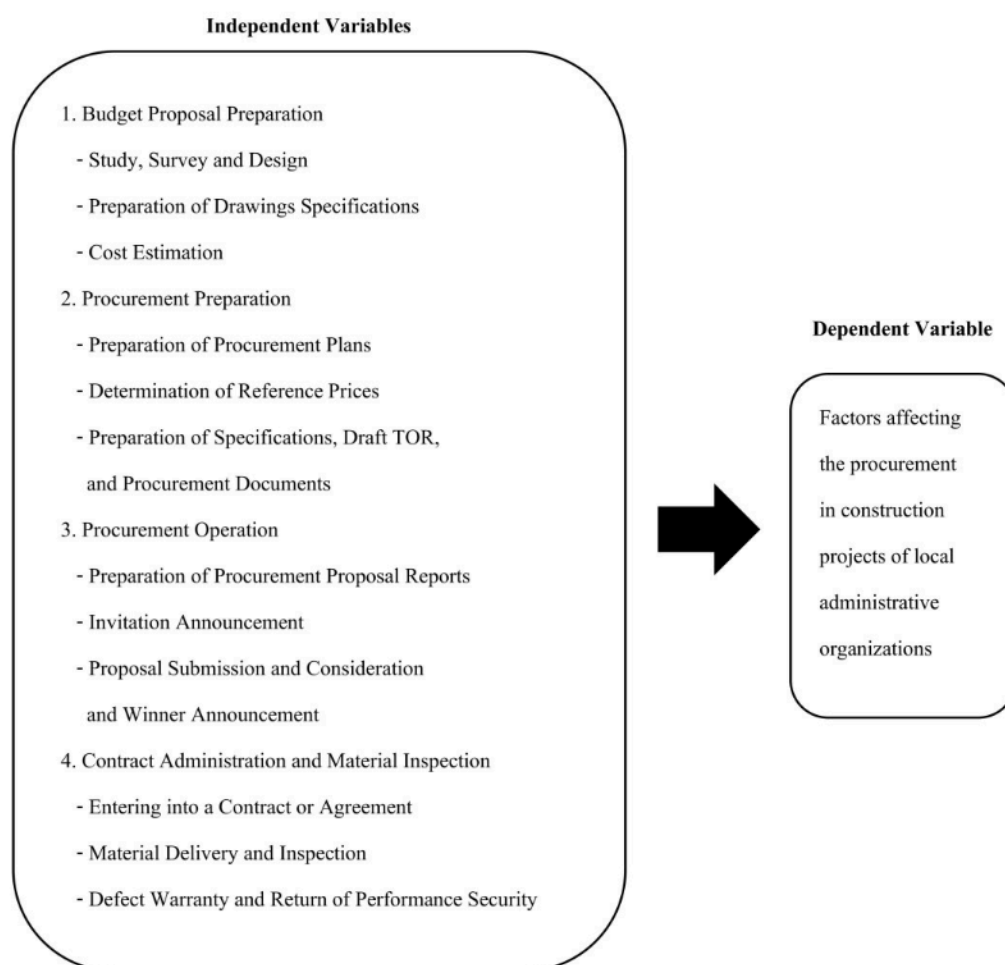 Independent Variables
1. Budget Proposal Preparation
- Study, Survey and Design
- Preparation of Drawings Specifications
- Cost Estimation
2. Procurement Preparation
- Preparation of Procurement Plans
- Determination of Reference Prices
- Preparation of Specifications, Draft TOR,
and Procurement Documents
3. Procurement Operation
- Preparation of Procurement Proposal Reports
- Invitation Announcement
- Proposal Submission and Consideration
and Winner Announcement
4. Contract Administration and Material Inspection
- Entering into a Contract or Agreement
- Material Delivery and Inspection
- Defect Warranty and Return of Performance Security
Dependent Variable
Factors affecting
the procurement
in construction
projects of local
administrative
organizations